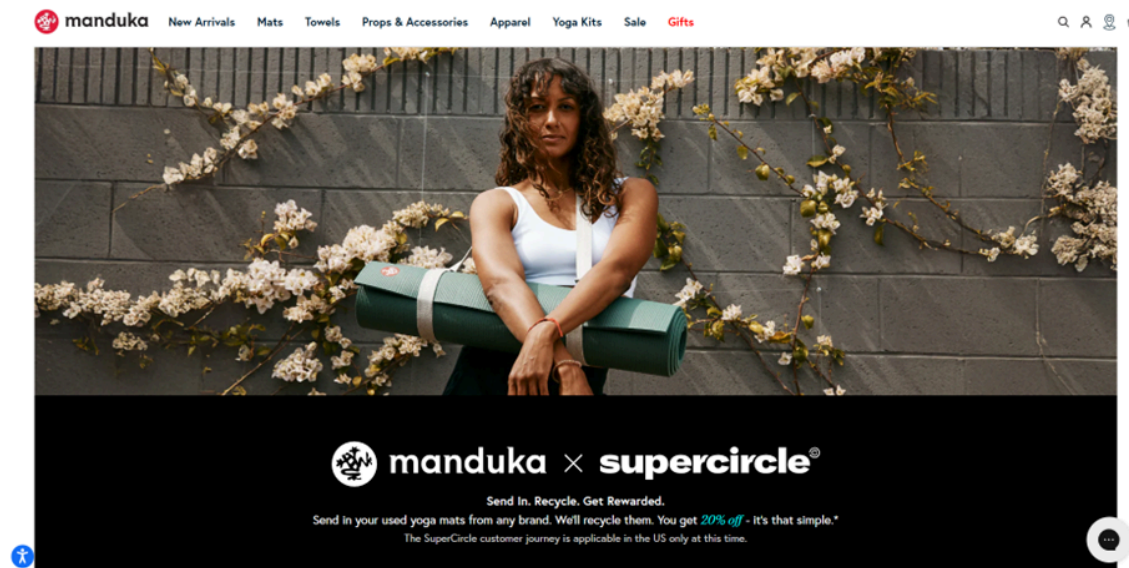 manduka New Arrivals Mats Towels Props & Accessories Apparel Yoga Kits Sale Gifts
manduka × supercircle©
Send In. Recycle. Get Rewarded.
Send in your used yoga mats from any brand. We'll recycle them. You get 20% off - it's that simple.*
The SuperCircle customer journey is applicable in the US only at this time.